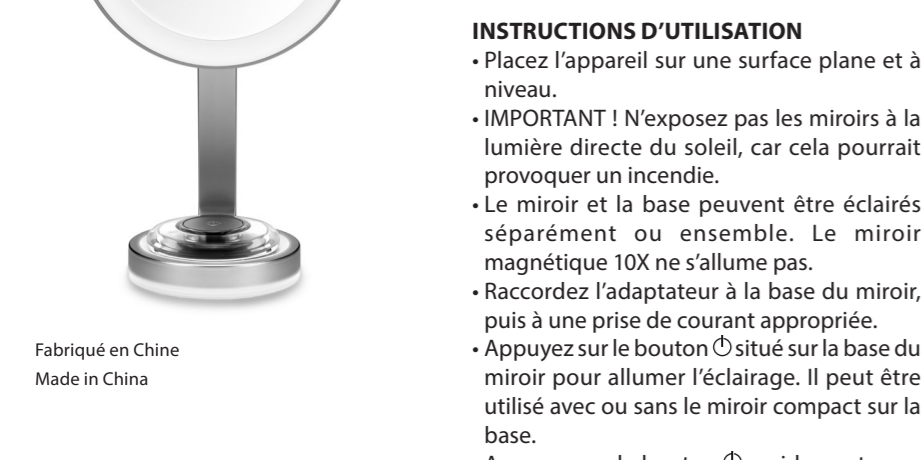 Fabriqué en Chine
Made in China
INSTRUCTIONS D’UTILISATION
• Placez l’appareil sur une surface plane et à
niveau.
• IMPORTANT ! N’exposez pas les miroirs à la
lumière directe du soleil, car cela pourrait
provoquer un incendie.
• Le miroir et la base peuvent être éclairés
séparément ou ensemble. Le miroir
magnétique 10X ne s’allume pas.
• Raccordez l’adaptateur à la base du miroir,
puis à une prise de courant appropriée.
• Appuyez sur le bouton situé sur la base du
miroir pour allumer l’éclairage. Il peut être
utilisé avec ou sans le miroir compact sur la
base.